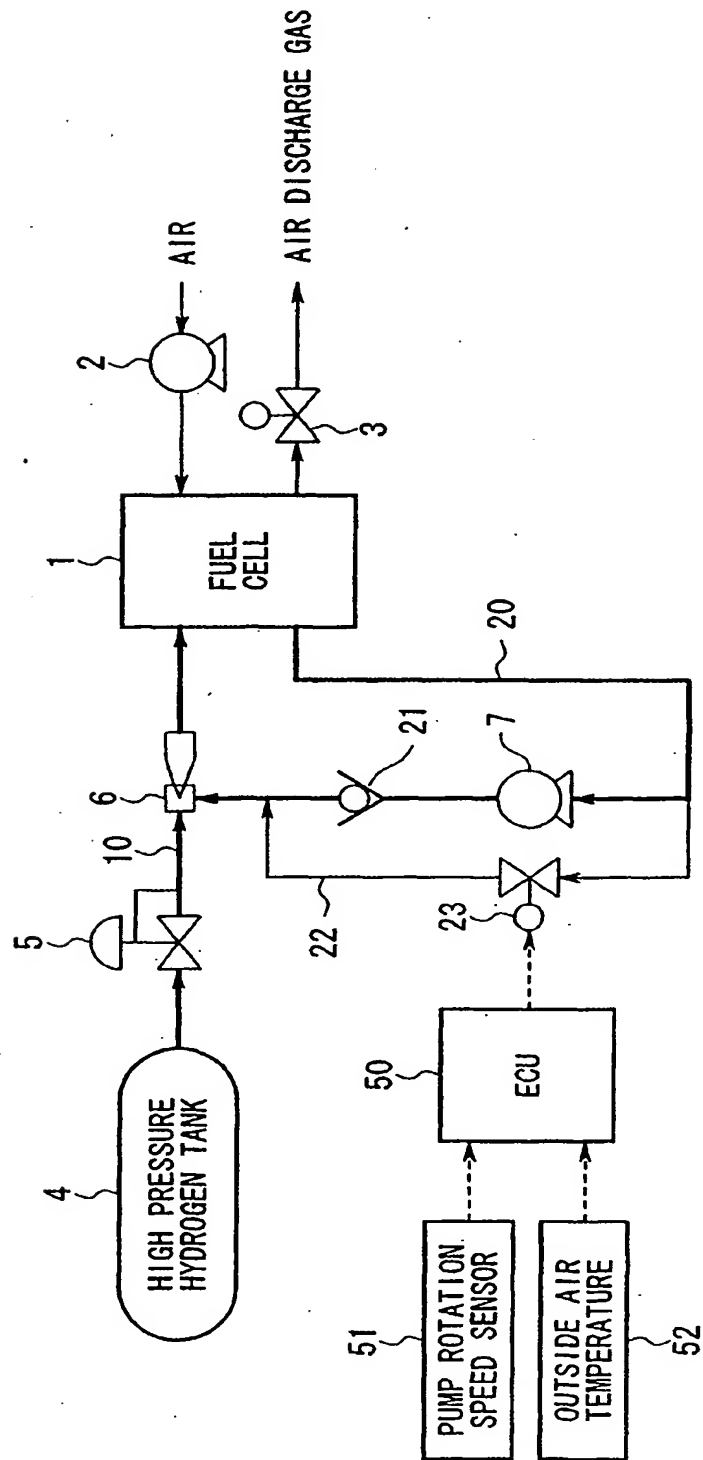 4
HIGH PRESSURE
HYDROGEN TANK
5
10
6
1
FUEL
CELL
2
AIR
AIR DISCHARGE GAS
3
20
21
7
22
23
50
ECU
51
PUMP ROTATION
SPEED SENSOR
OUTSIDE AIR
TEMPERATURE
52